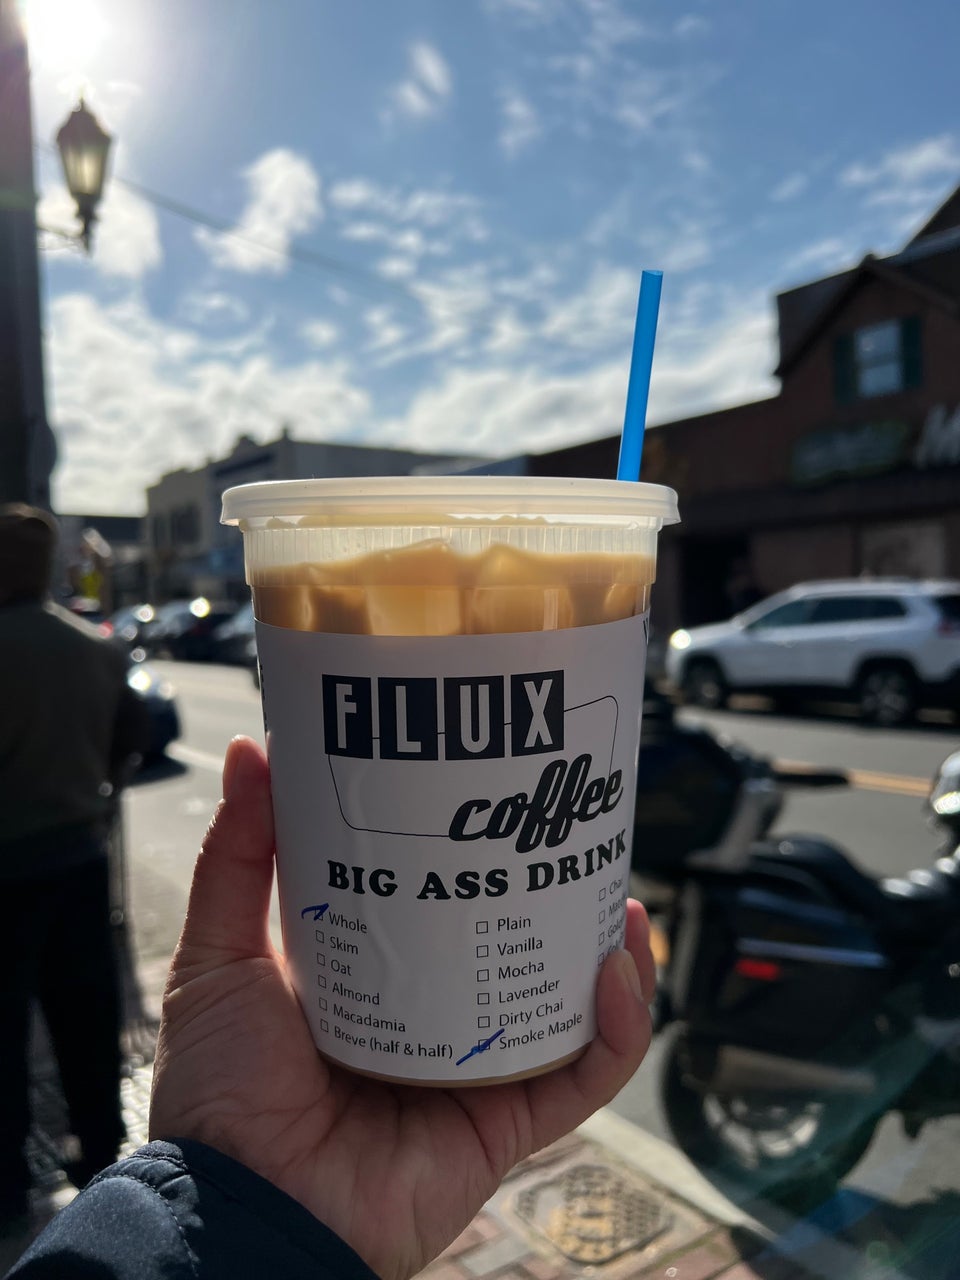 FLUX
coffee
BIG ASS DRINK
Whole
Skim
Oat
Almond
Macadamia
Breve (half & half)
Plain
Vanilla
Mocha
Lavender
Dirty Chai
Smoke Maple